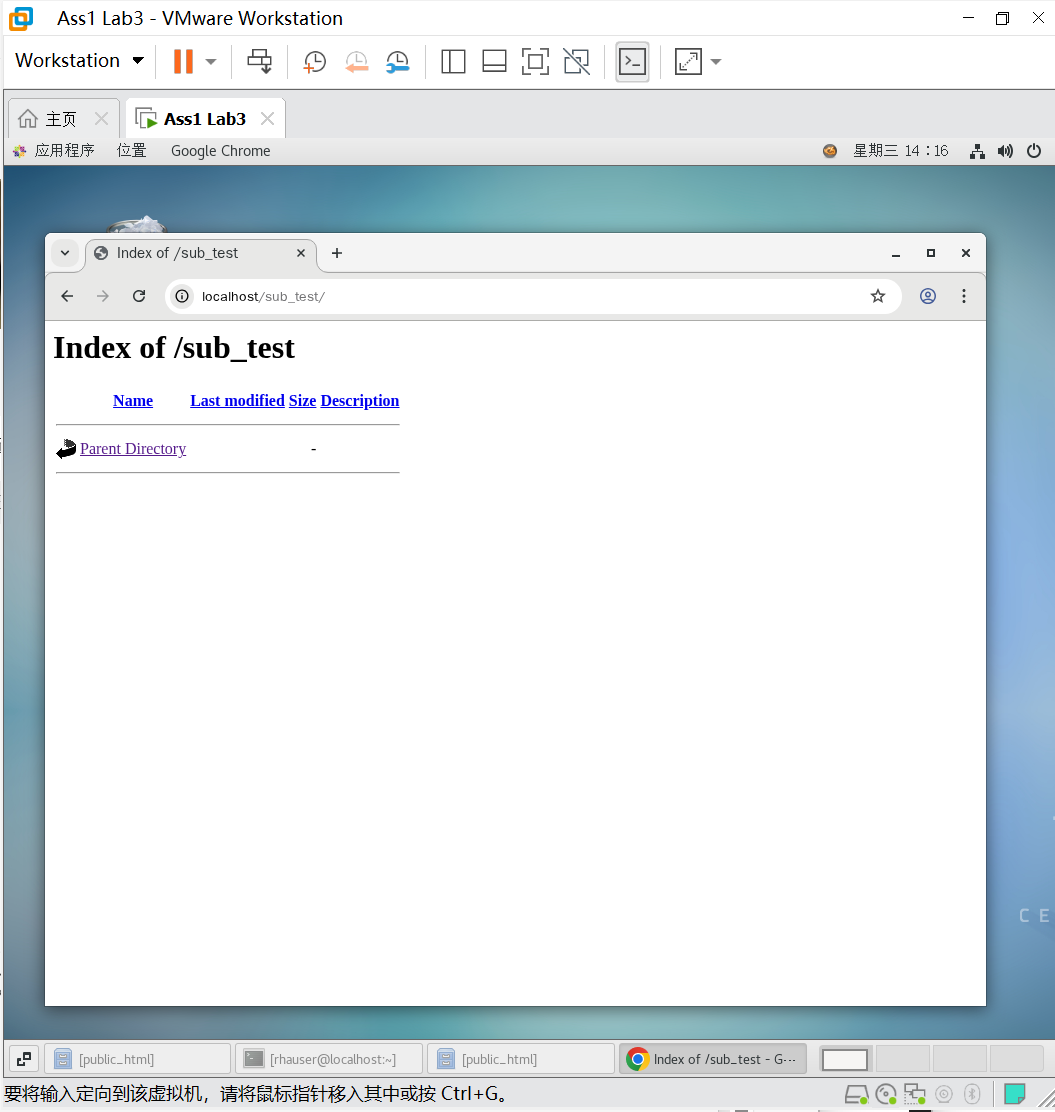 Ass1 Lab3 - VMware Workstation
Workstation
主页
Ass1 Lab3
应用程序 位置 Google Chrome 星期三 14：16
Index of /sub_test
localhost/sub_test/
Index of /sub_test
Name Last modified Size Description
Parent Directory -
C E
[public_html] [rhauser@localhost:~] [public_html] Index of /sub_test - G···
要将输入定向到该虚拟机，请将鼠标指针移入其中或按 Ctrl+G。